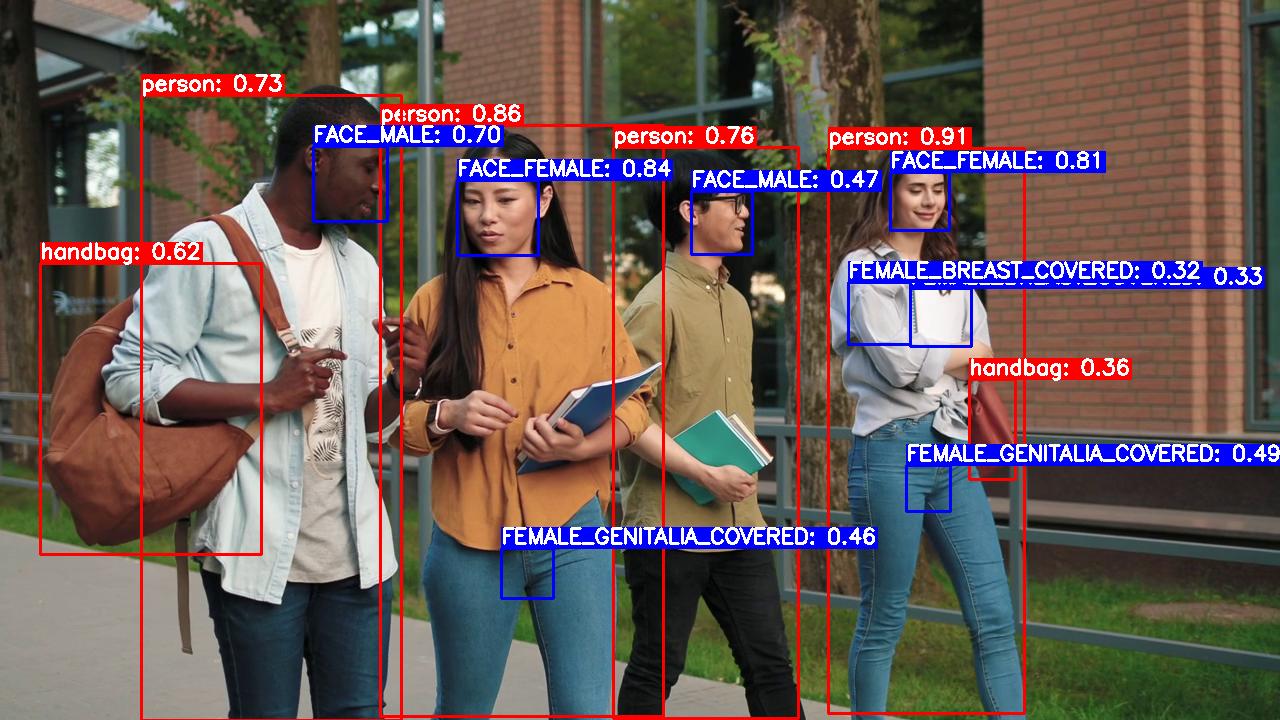 person: 0.73
person: 0.86
FACE_MALE: 0.70
person: 0.76
person: 0.91
FACE_FEMALE: 0.84
FACE_MALE: 0.47
FACE_FEMALE: 0.81
handbag: 0.62
FEMALE_BREAST_COVERED: 0.32
0.33
handbag: 0.36
FEMALE_GENITALIA_COVERED: 0.49
FEMALE_GENITALIA_COVERED: 0.46